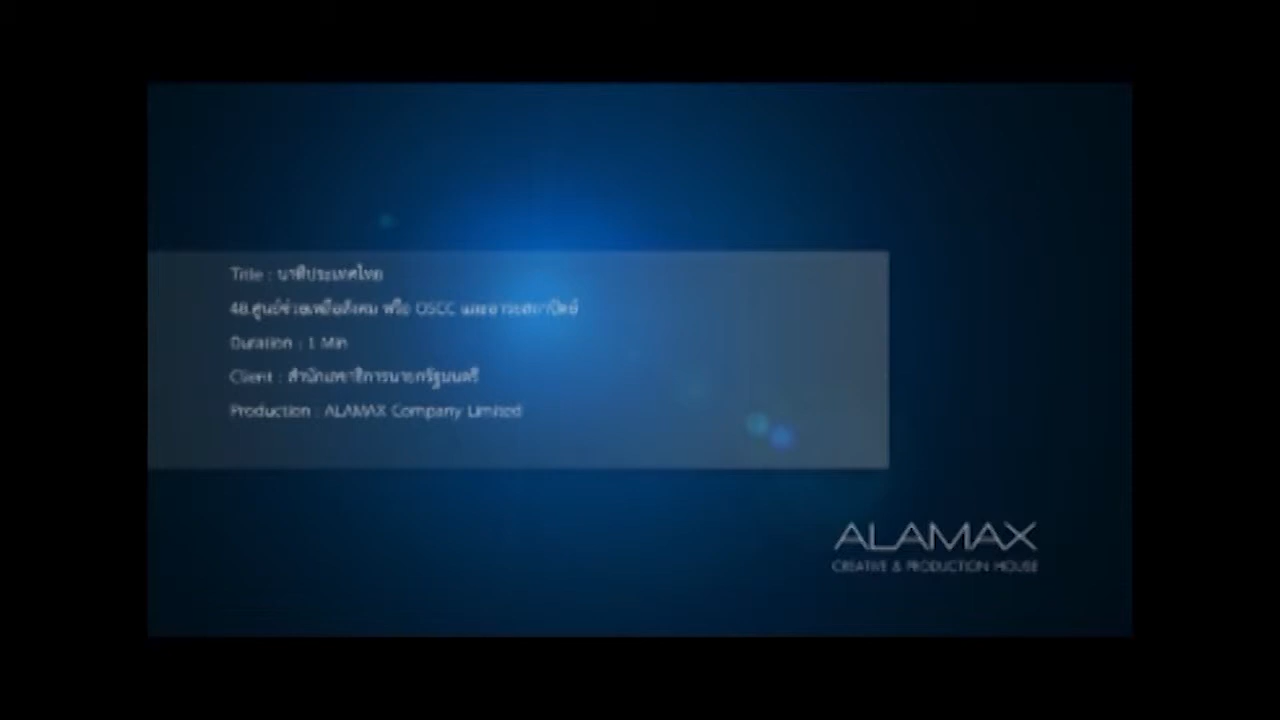 Title : นาทีประเทศไทย
48.ศูนย์ช่วยเหลือสังคม หรือ OSCC
Duration : 1 Min
Client : สำนักเลขาธิการนายกรัฐมนตรี
Production : ALAMAX Company Limited
ALAMAX
CREATIVE & PRODUCTION HOUSE